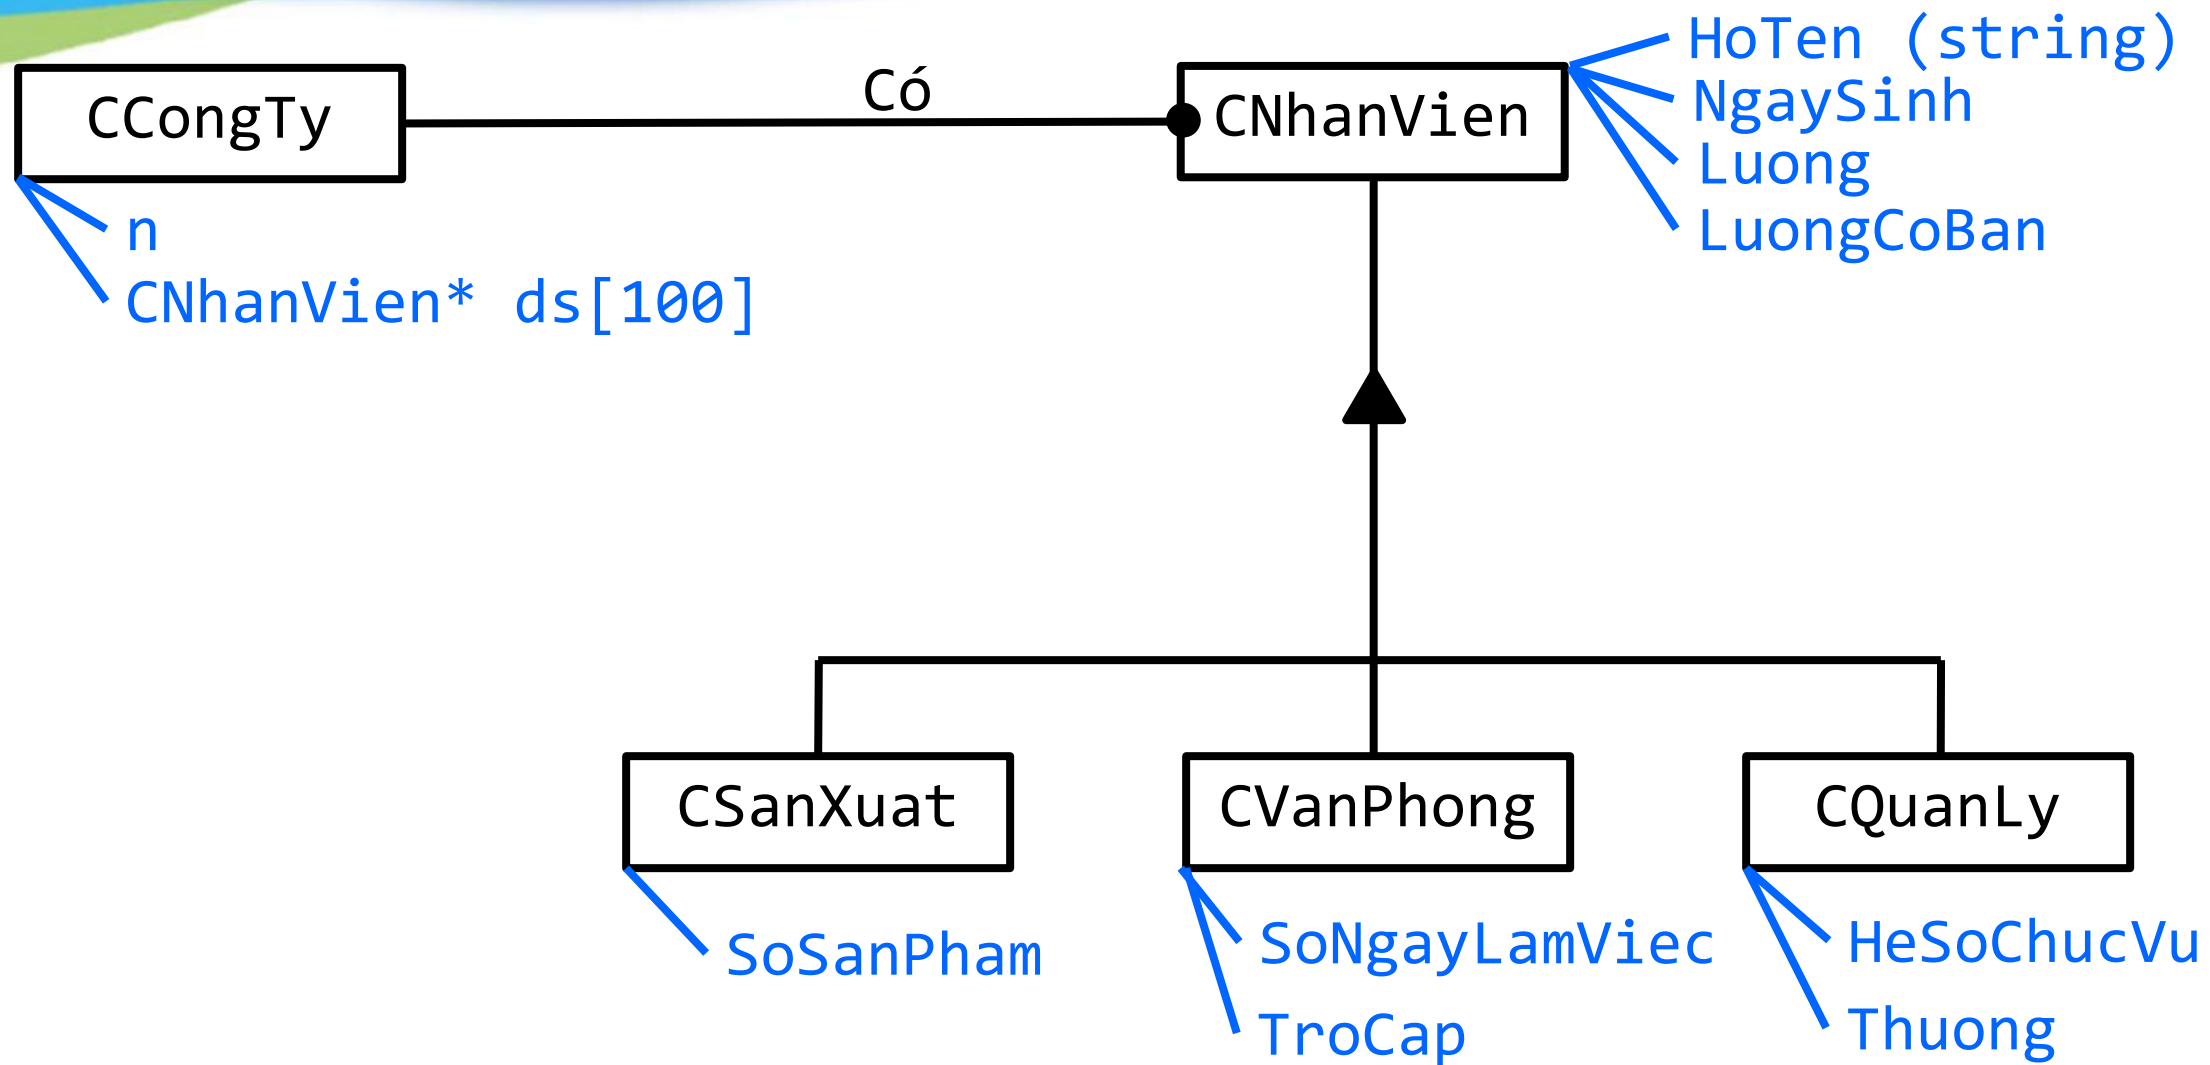 CCongTy
Có
CNhanVien
HoTen (string)
NgaySinh
Luong
LuongCoBan
n
CNhanVien* ds[100]
CSanXuat
CVanPhong
CQuanLy
SoSanPham
SoNgayLamViec
TroCap
HeSoChucVu
Thuong